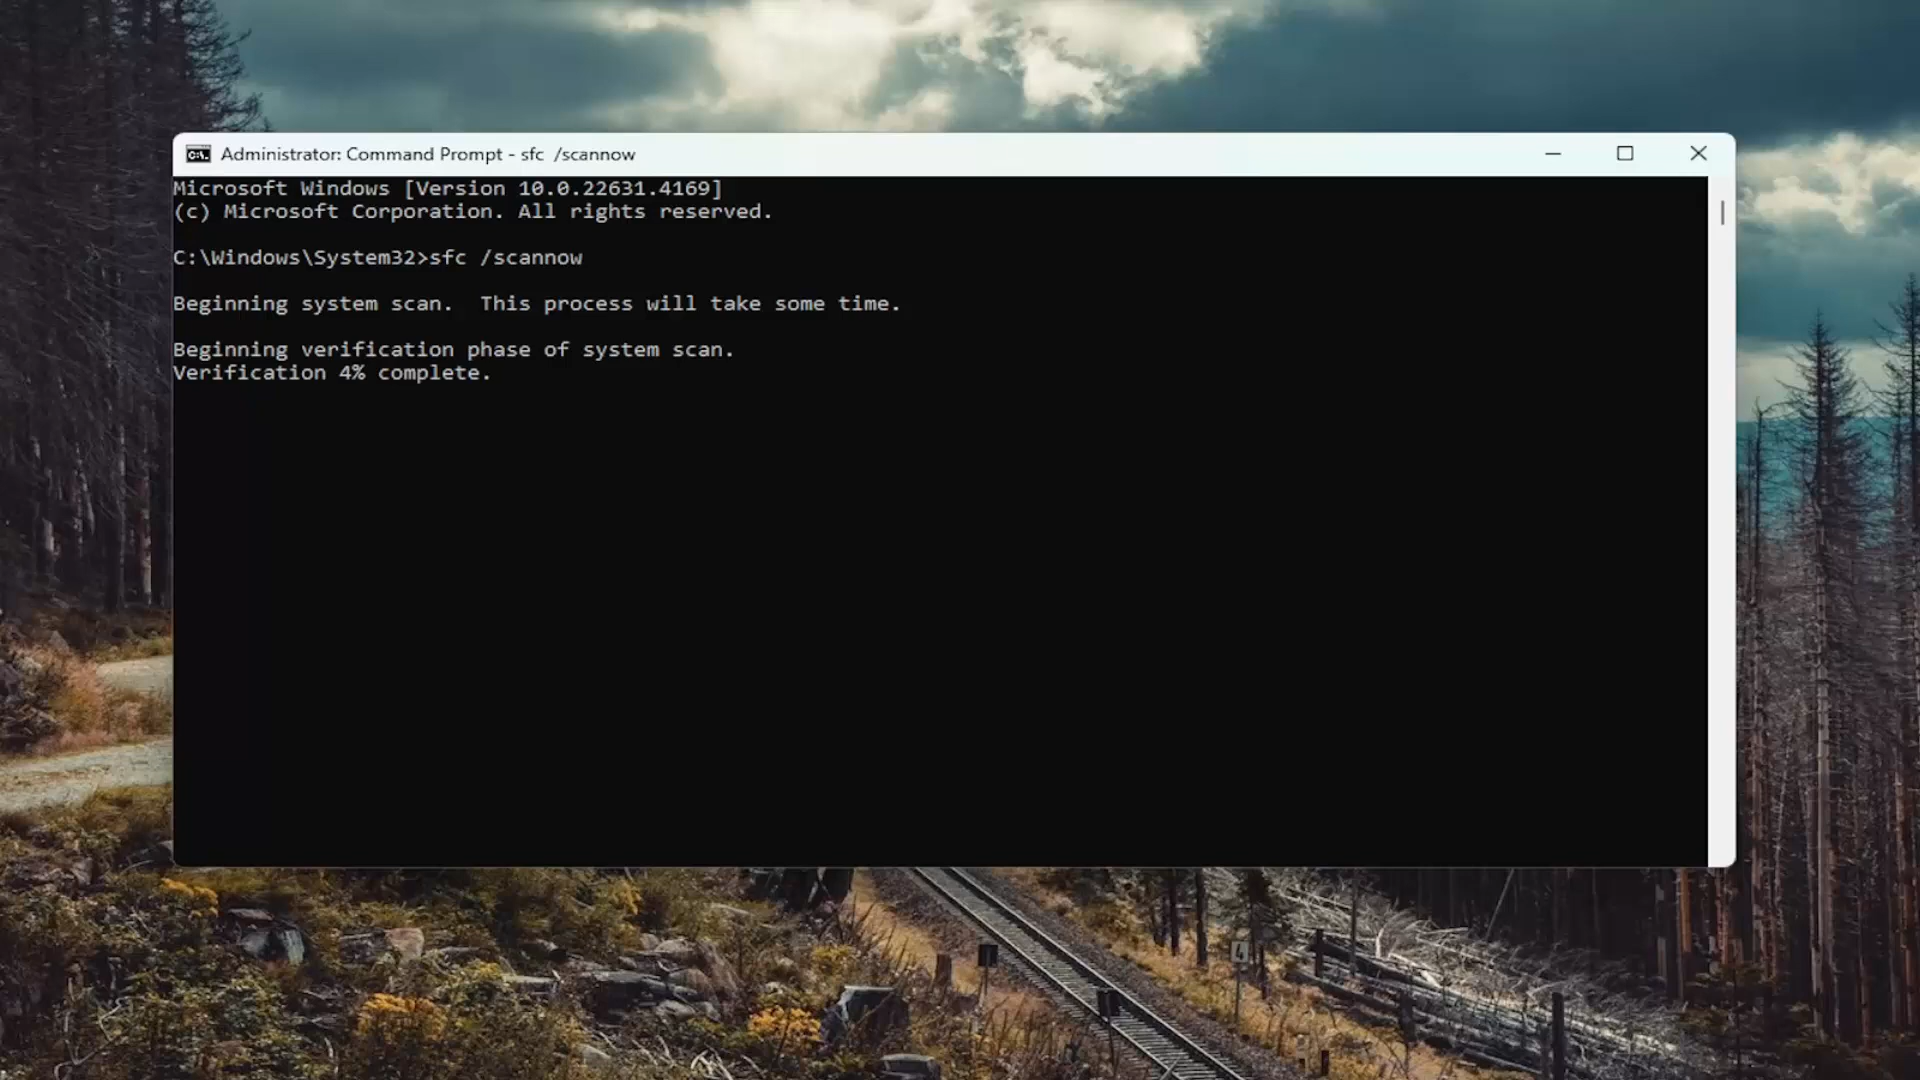 Administrator: Command Prompt - sfc  /scannow
Microsoft Windows [Version 10.0.22631.4169]
(c) Microsoft Corporation. All rights reserved.
C:\Windows\System32>sfc /scannow
Beginning system scan.  This process will take some time.
Beginning verification phase of system scan.
Verification 4% complete.